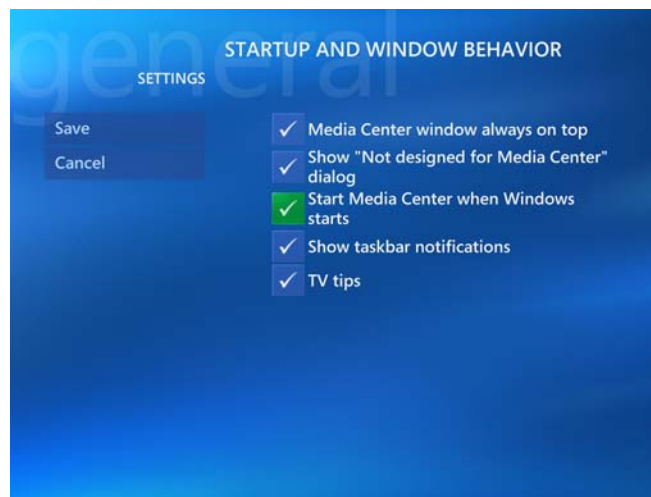 general
STARTUP AND WINDOW BEHAVIOR
SETTINGS
Save
Cancel
Media Center window always on top
Show "Not designed for Media Center"
dialog
Start Media Center when Windows
starts
Show taskbar notifications
TV tips